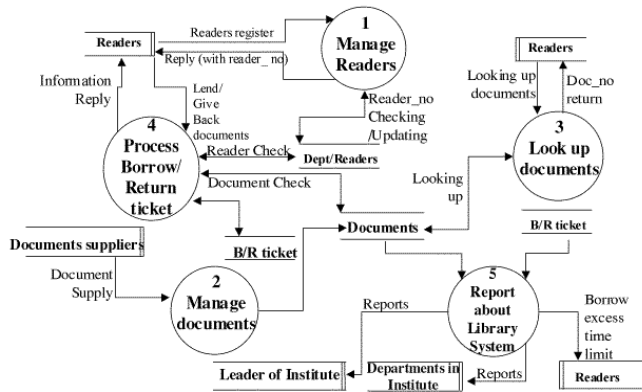 Readers
Readers register
Reply (with reader_ no)
1
Manage
Readers
Readers
Information
Reply
Lend/
Give
Back
documents
Reader_no
Checking
/Updating
Looking up
documents
Doc_no
return
4
Process
Borrow/
Return
ticket
Reader Check
Dept/Readers
3
Look up
documents
Document Check
Looking
up
Documents suppliers
B/R ticket
Documents
B/R ticket
Document
Supply
2
Manage
documents
5
Report
about
Library
System
Reports
Borrow
excess
time
limit
Leader of Institute
Departments in
Institute
Reports
Readers